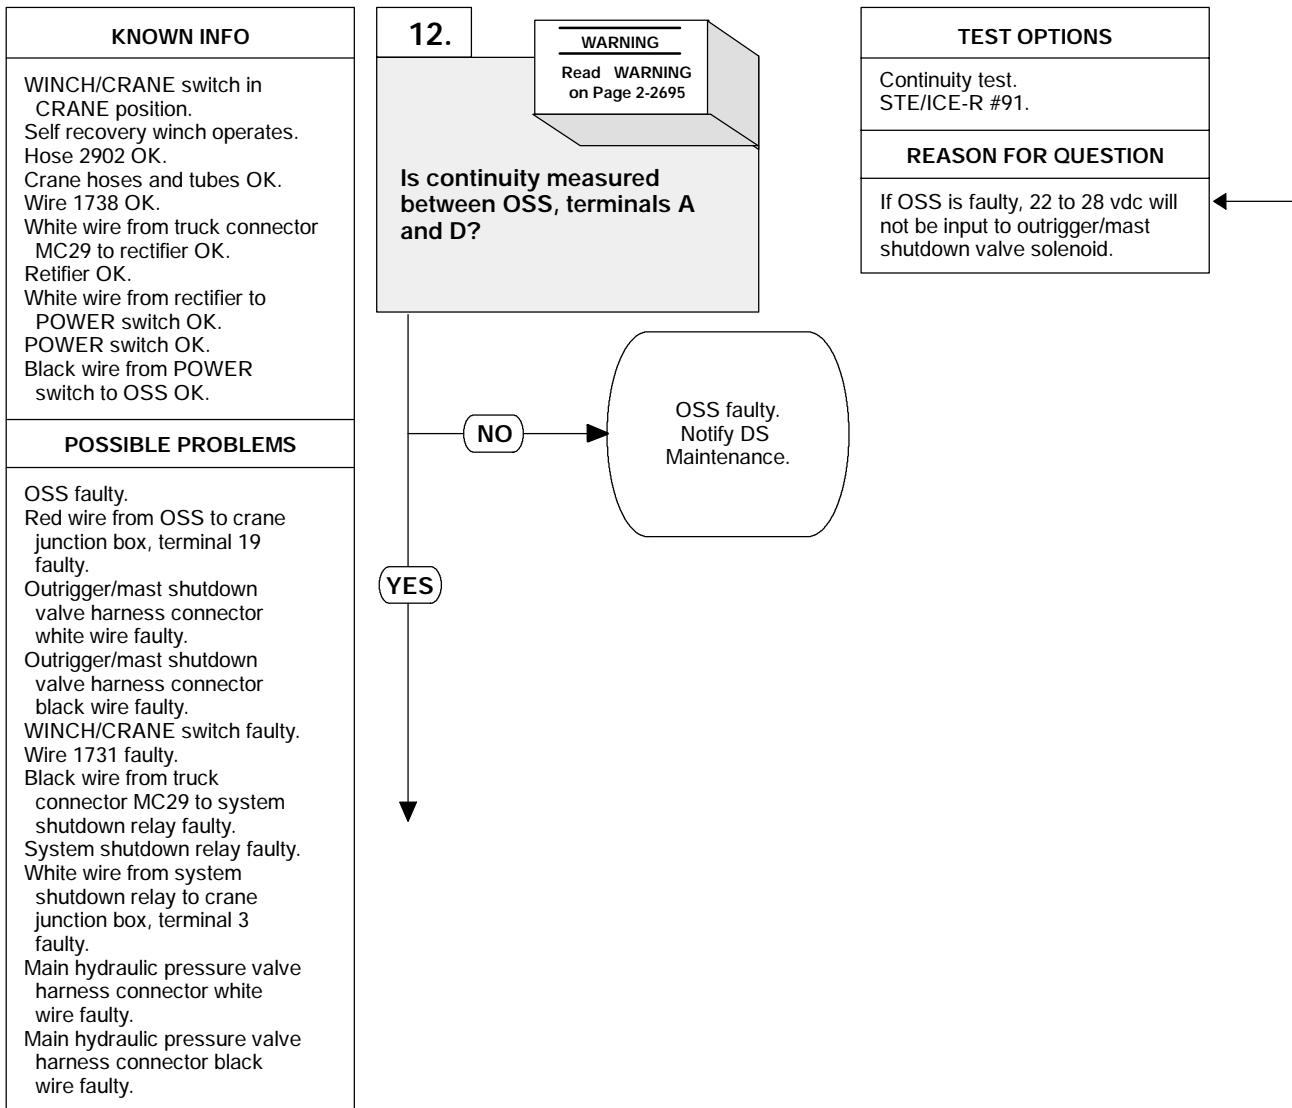 KNOWN INFO
WINCH/CRANE switch in
CRANE position.
Self recovery winch operates.
Hose 2902 OK.
Crane hoses and tubes OK.
Wire 1738 OK.
White wire from truck connector
MC29 to rectifier OK.
Retifier OK.
White wire from rectifier to
POWER switch OK.
POWER switch OK.
Black wire from POWER
switch to OSS OK.
POSSIBLE PROBLEMS
OSS faulty.
Red wire from OSS to crane
junction box, terminal 19
faulty.
Outrigger/mast shutdown
valve harness connector
white wire faulty.
Outrigger/mast shutdown
valve harness connector
black wire faulty.
WINCH/CRANE switch faulty.
Wire 1731 faulty.
Black wire from truck
connector MC29 to system
shutdown relay faulty.
System shutdown relay faulty.
White wire from system
shutdown relay to crane
junction box, terminal 3
faulty.
Main hydraulic pressure valve
harness connector white
wire faulty.
Main hydraulic pressure valve
harness connector black
wire faulty.
12.
WARNING
Read WARNING
on Page 2-2695
Is continuity measured
between OSS, terminals A
and D?
NO
OSS faulty.
Notify DS
Maintenance.
YES
TEST OPTIONS
Continuity test.
STE/ICE-R #91.
REASON FOR QUESTION
If OSS is faulty, 22 to 28 vdc will
not be input to outrigger/mast
shutdown valve solenoid.